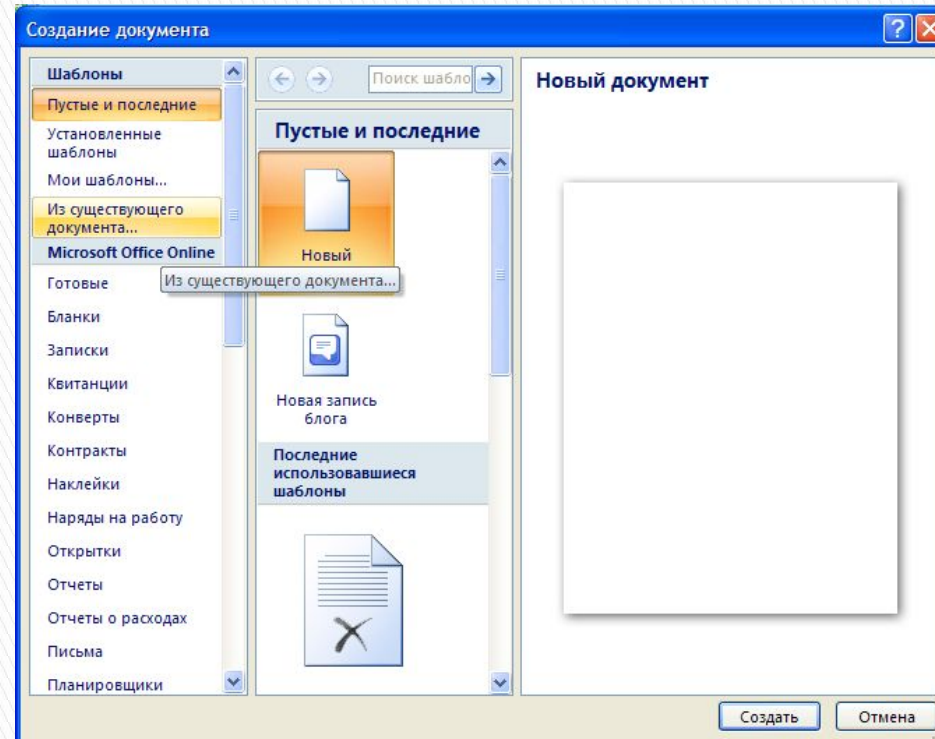 Создание документа
Шаблоны
Пустые и последние
Установленные
шаблоны
Мои шаблоны...
Из существующего
документа...
Microsoft Office Online
Готовые
Из существующего документа...
Бланки
Записки
Квитанции
Конверты
Контракты
Наклейки
Наряды на работу
Открытки
Отчеты
Отчеты о расходах
Письма
Планировщики
Поиск шабло
Пустые и последние
Новый
Новая запись
блога
Последние
использовавшиеся
шаблоны
Новый документ
Создать
Отмена